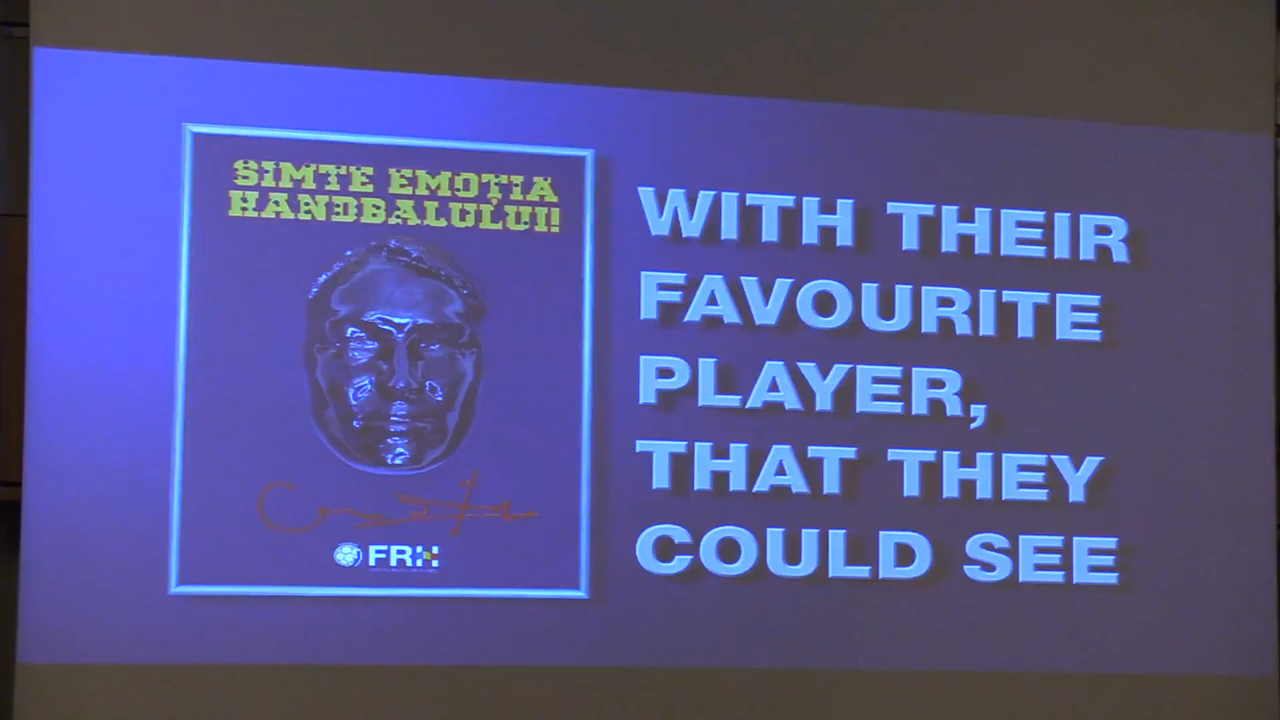 SIMTE EMOȚIA
HANDBALULUI!
FRH
WITH THEIR
FAVOURITE
PLAYER,
THAT THEY
COULD SEE